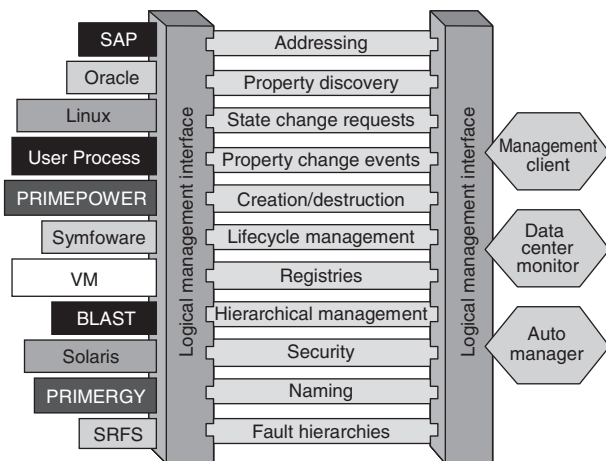 SAP
Oracle
Linux
User Process
PRIMEPOWER
Symfoware
VM
BLAST
Solaris
PRIMERGY
SRFS
Logical management interface
Addressing
Property discovery
State change requests
Property change events
Creation/destruction
Lifecycle management
Registries
Hierarchical management
Security
Naming
Fault hierarchies
Logical management interface
Management
client
Data
center
monitor
Auto
manager